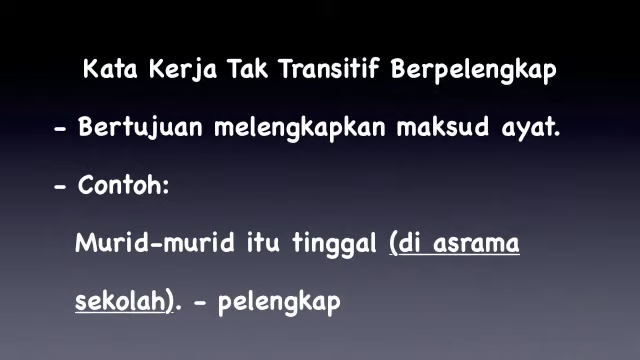 Kata Kerja Tak Transitif Berpelengkap
- Bertujuan melengkapkan maksud ayat.
- Contoh:
Murid-murid itu tinggal (di asrama
sekolah). - pelengkap